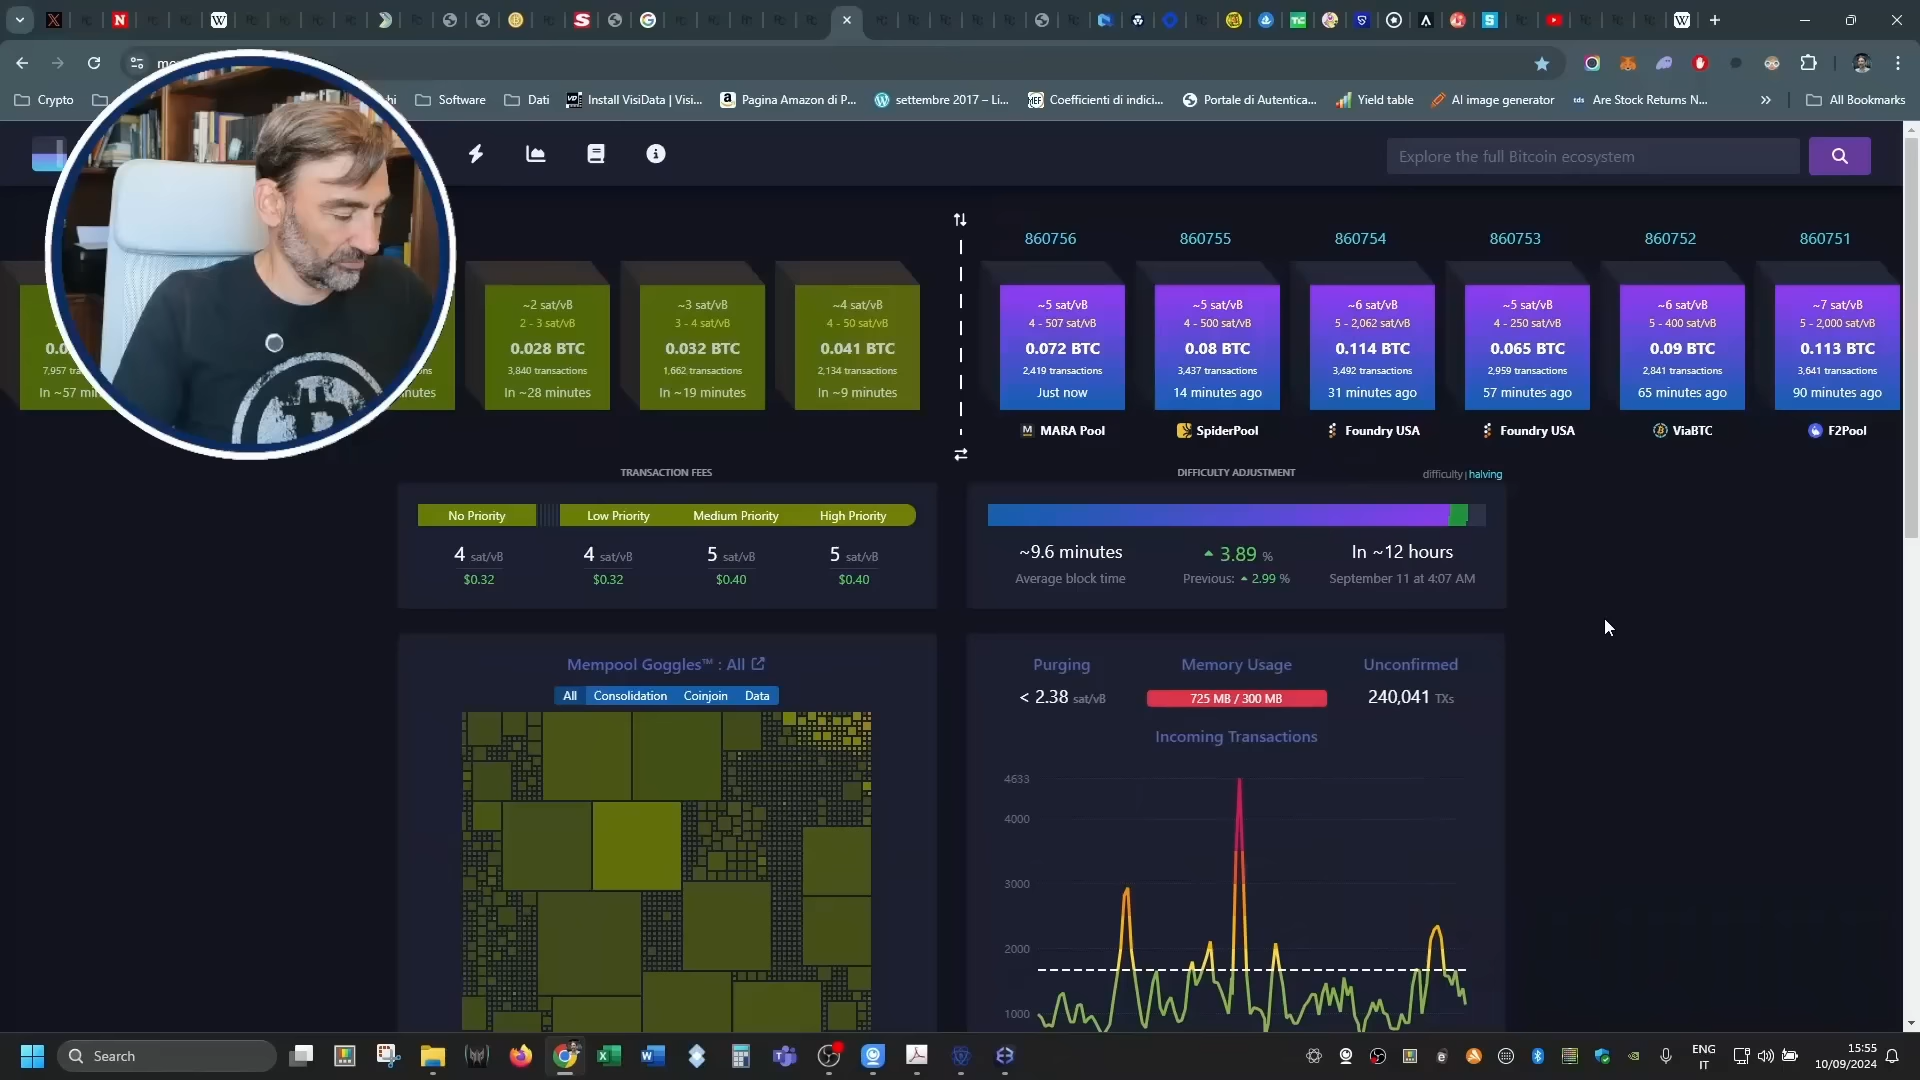 Crypto
Software
Dati
Install VisiData | Visi...
Pagina Amazon di P...
settembre 2017 – Li...
Coefficienti di indici...
Portale di Autentica...
Yield table
AI image generator
Are Stock Returns N...
All Bookmarks
Explore the full Bitcoin ecosystem
860756
860755
860754
860753
860752
860751
7,957
In ~57
~2 sat/vB
2 - 3 sat/vB
0.028 BTC
3,840 transactions
In ~28 minutes
~3 sat/vB
3 - 4 sat/vB
0.032 BTC
1,662 transactions
In ~19 minutes
~4 sat/vB
4 - 50 sat/vB
0.041 BTC
2,134 transactions
In ~9 minutes
~5 sat/vB
4 - 507 sat/vB
0.072 BTC
2,419 transactions
Just now
MARA Pool
~5 sat/vB
4 - 500 sat/vB
0.08 BTC
3,437 transactions
14 minutes ago
SpiderPool
~6 sat/vB
5 - 2,062 sat/vB
0.114 BTC
3,492 transactions
31 minutes ago
Foundry USA
~5 sat/vB
4 - 250 sat/vB
0.065 BTC
2,959 transactions
57 minutes ago
Foundry USA
~6 sat/vB
5 - 400 sat/vB
0.09 BTC
2,841 transactions
65 minutes ago
ViaBTC
~7 sat/vB
5 - 2,000 sat/vB
0.113 BTC
3,641 transactions
90 minutes ago
F2Pool
TRANSACTION FEES
No Priority Low Priority Medium Priority High Priority
4 sat/vB 4 sat/vB 5 sat/vB 5 sat/vB
$0.32 $0.32 $0.40 $0.40
DIFFICULTY ADJUSTMENT
difficulty | halving
~9.6 minutes 3.89 % In ~12 hours
Average block time Previous: 2.99 % September 11 at 4:07 AM
Mempool Goggles™ : All
All Consolidation Coinjoin Data
Purging Memory Usage Unconfirmed
< 2.38 sat/vB 725 MB / 300 MB 240,041 TXs
Incoming Transactions
4633
4000
3000
2000
1000
Search
ENG
IT
15:55
10/09/2024